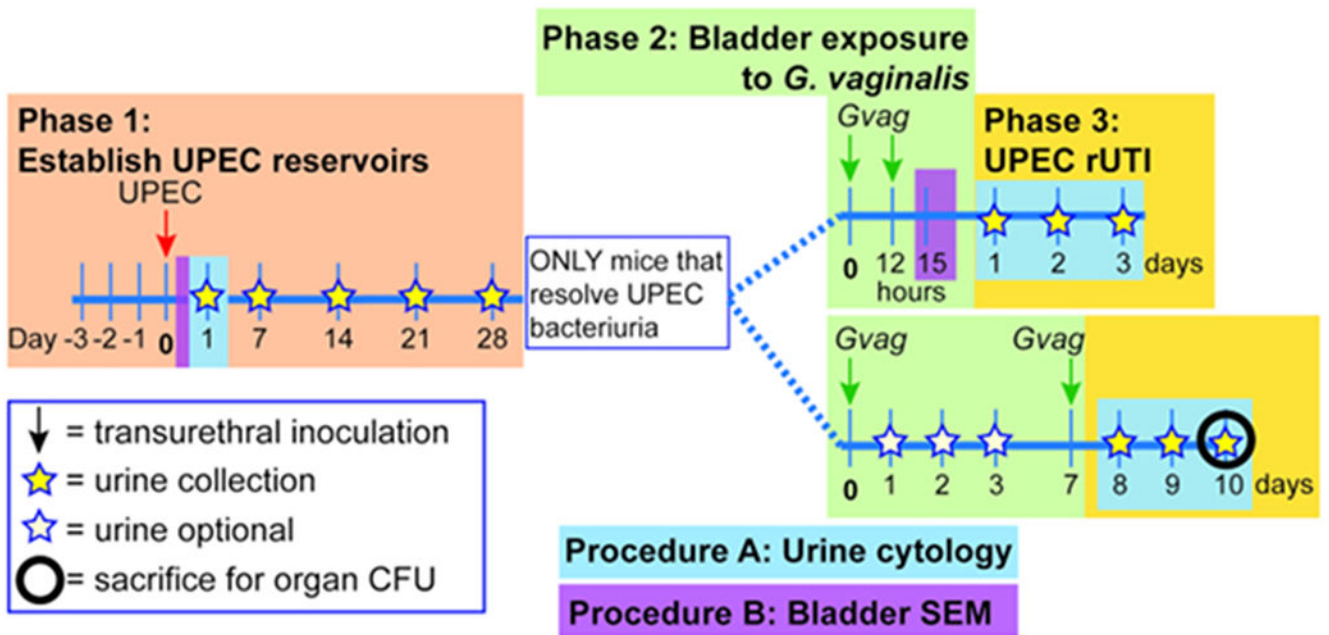 Phase 1:
Establish UPEC reservoirs
UPEC
Day -3 -2 -1 0 1 7 14 21 28
ONLY mice that
resolve UPEC
bacteriuria
Phase 2: Bladder exposure
to G. vaginalis
Gvag
0 12 15
hours
Phase 3:
UPEC rUTI
1 2 3 days
Gvag Gvag
0 1 2 3 7 8 9 10 days
= transurethral inoculation
= urine collection
= urine optional
= sacrifice for organ CFU
Procedure A: Urine cytology
Procedure B: Bladder SEM